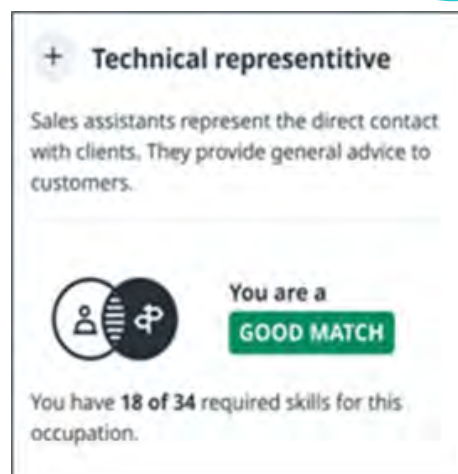 + Technical representitive
Sales assistants represent the direct contact
with clients. They provide general advice to
customers.
You are a
GOOD MATCH
You have 18 of 34 required skills for this
occupation.